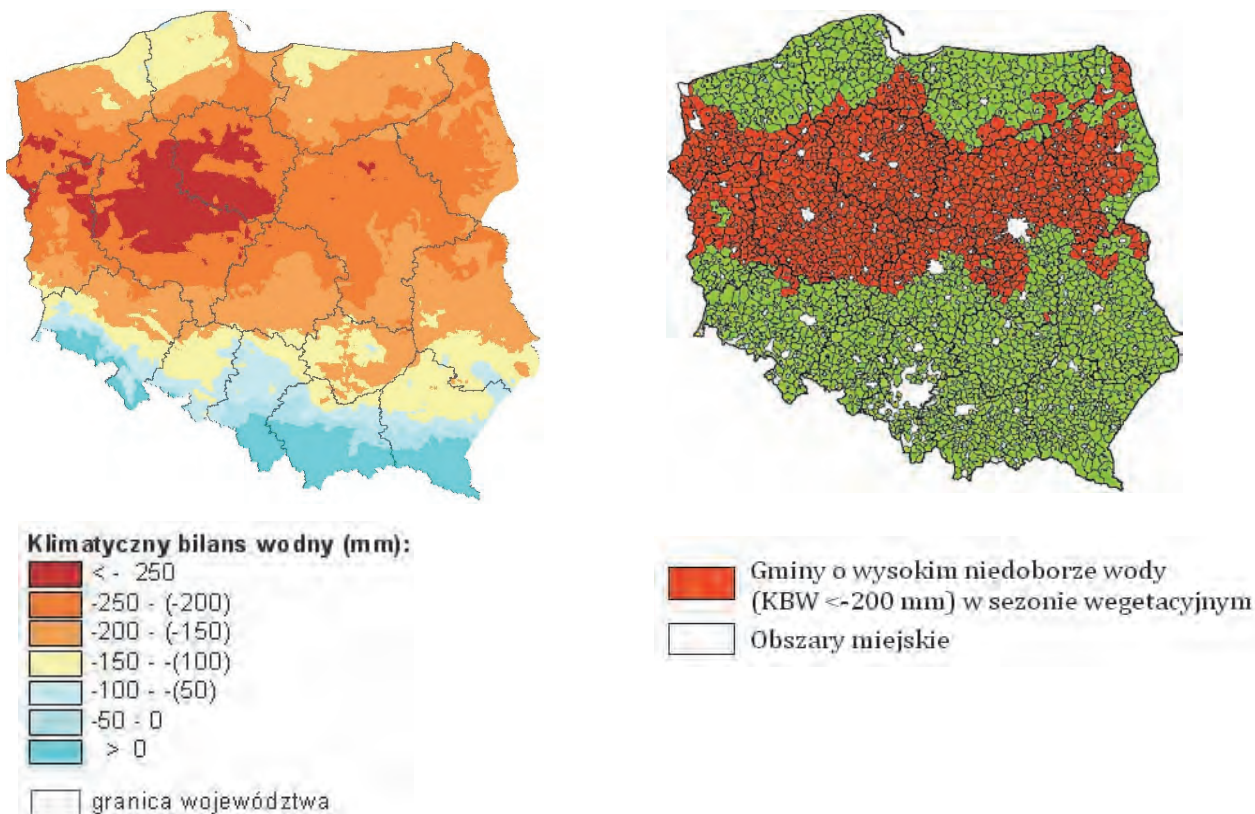 Klimatyczny bilans wodny (mm):
< - 250
-250 - (-200)
-200 - (-150)
-150 - -(100)
-100 - -(50)
-50 - 0
> 0
granica województwa
Gminy o wysokim niedoborze wody
(KBW <-200 mm) w sezonie wegetacyjnym
Obszary miejskie